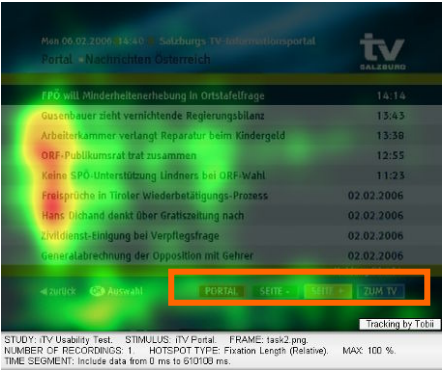 Mon 06.02.2006 14:40 Salzburgs TV-Informationsportal
tv
SALZBURG
Portal Nachrichten Österreich
FPÖ will Minderheitenerhebung in Ortstafelfrage 14:14
Gusenbauer zieht vernichtende Regierungsbilanz 13:43
Arbeiterkammer verlangt Reparatur beim Kindergeld 13:38
ORF-Publikumsrat trat zusammen 12:55
Keine SPÖ-Unterstützung Lindners bei ORF-Wahl 11:23
Freisprüche in Tiroler Wiederbetätigungs-Prozess 02.02.2006
Hans Dichand denkt über Gratiszeitung nach 02.02.2006
Zivildienst-Einigung bei Verpflegsfrage 02.02.2006
Generalabrechnung der Opposition mit Gehrer 02.02.2006
zurück OK Auswahl PORTAL SEITE - SEITE + ZUM TV
Tracking by Tobii
STUDY: iTV Usability Test. STIMULUS: iTV Portal. FRAME: task2.png.
NUMBER OF RECORDINGS: 1. HOTSPOT TYPE: Fixation Length (Relative). MAX: 100 %.
TIME SEGMENT: Include data from 0 ms to 610108 ms.